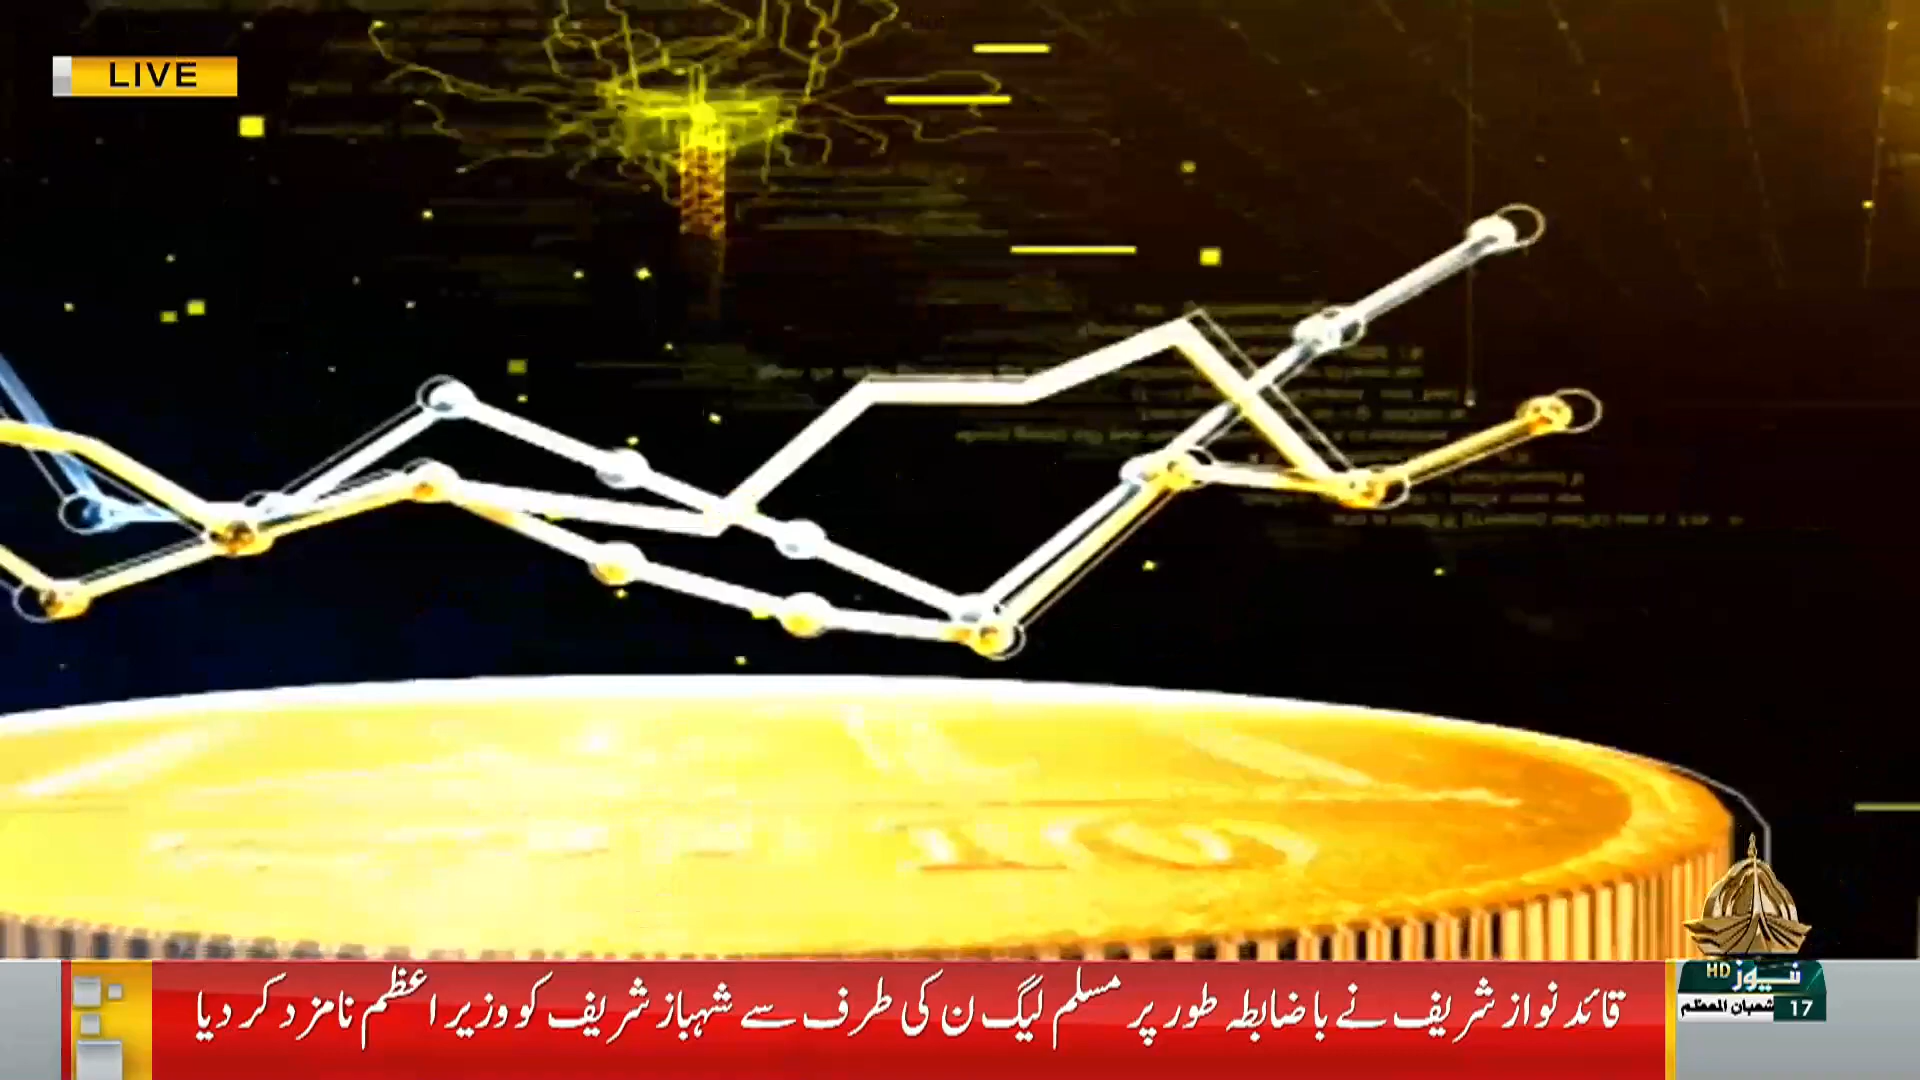 LIVE
10
قائد نواز شریف نے باضابطہ طور پر مسلم لیگ ن کی طرف سے شہباز شریف کو وزیر اعظم نامزد کر دیا
نیوز HD
17 شعبان المعظم